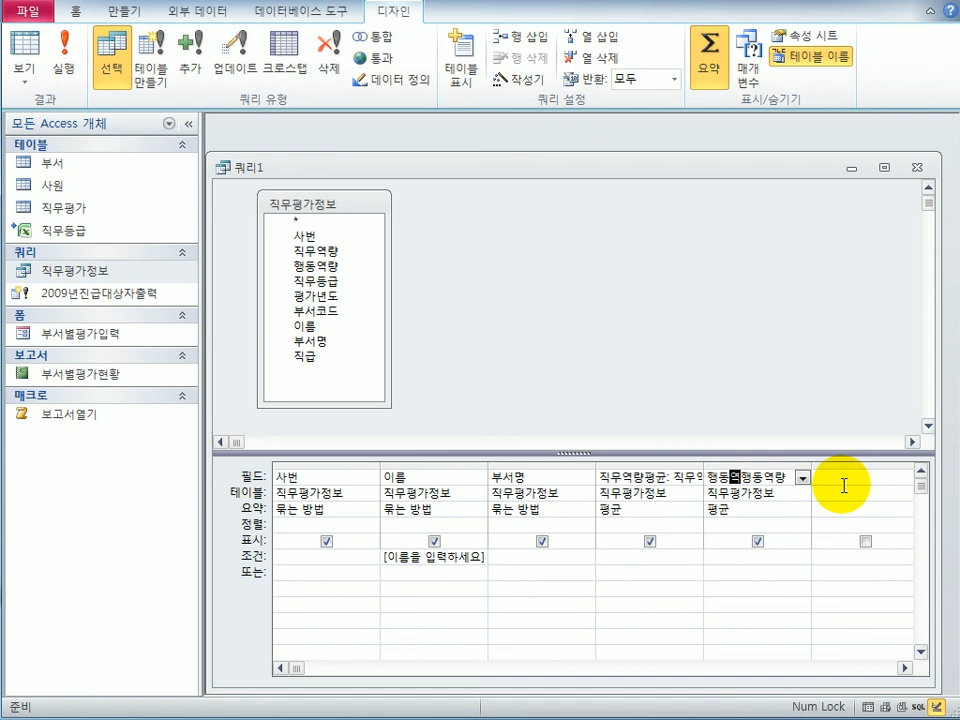 파일 홈 만들기 외부 데이터 데이터베이스 도구 디자인
보기 실행 선택 테이블 만들기 추가 업데이트 크로스탭 삭제 통합 통과 데이터 정의 테이블 표시 행 삽입 행 삭제 작성기 열 삽입 열 삭제 반환: 모두 요약 매개 변수 속성 시트 테이블 이름
결과 쿼리 유형 쿼리 설정 표시/숨기기
모든 Access 개체 «
테이블
부서
사원
직무평가
직무등급
쿼리
직무평가정보
2009년진급대상자출력
폼
부서별평가입력
보고서
부서별평가현황
매크로
보고서열기
쿼리1
직무평가정보
*
사번
직무역량
행동역량
직무등급
평가년도
부서코드
이름
부서명
직급
필드: 사번 이름 부서명 직무역량평균: 직무역 행동역행동역량
테이블: 직무평가정보 직무평가정보 직무평가정보 직무평가정보 직무평가정보
요약: 묶는 방법 묶는 방법 묶는 방법 평균 평균
정렬:
표시:
조건: [이름을 입력하세요]
또는:
준비 Num Lock SQL